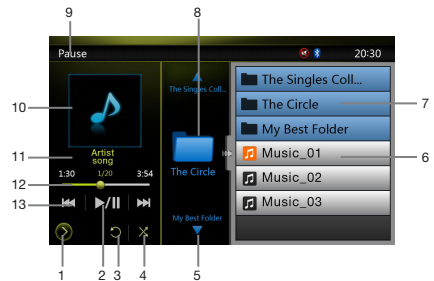 9
8
Pause
20:30
10
The Singles Coll...
The Singles Coll...
The Circle
7
My Best Folder
11
Artist
song
The Circle
Music_01
6
1:30 1/20 3:54
12
Music_02
13
Music_03
My Best Folder
1 2 3 4 5